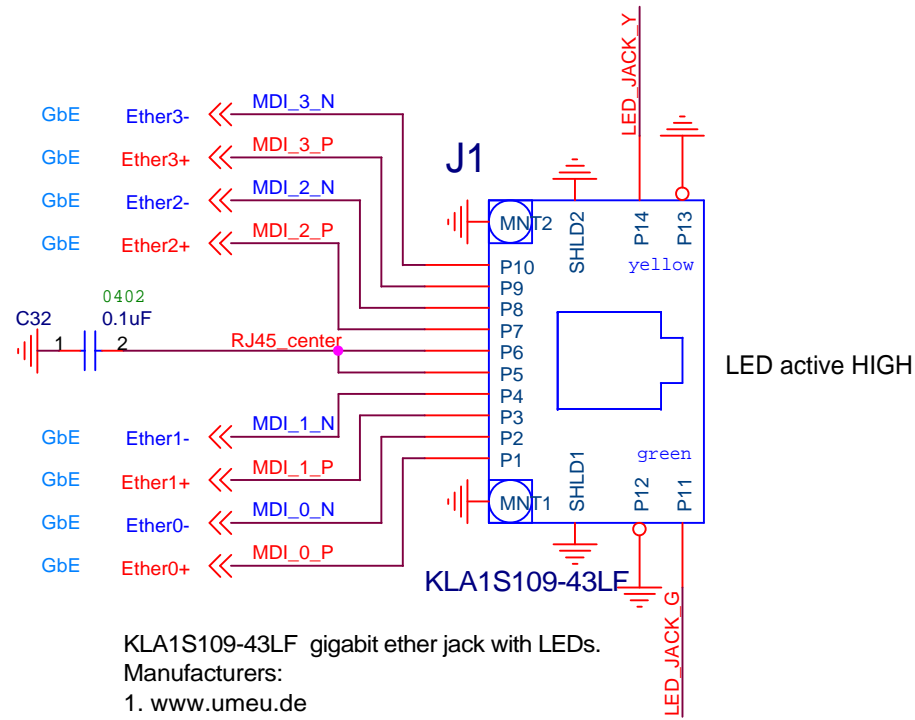 LED_JACK_Y
GbE Ether3- MDI_3_N
GbE Ether3+ MDI_3_P
GbE Ether2- MDI_2_N
GbE Ether2+ MDI_2_P
J1
MNT2
SHLD2
P14
P13
yellow
P10
P9
P8
P7
P6
P5
P4
P3
P2
P1
0402
C32
0.1uF
1
2
RJ45_center
LED active HIGH
GbE Ether1- MDI_1_N
GbE Ether1+ MDI_1_P
GbE Ether0- MDI_0_N
GbE Ether0+ MDI_0_P
green
MNT1
SHLD1
P12
P11
KLA1S109-43LF
LED_JACK_G
KLA1S109-43LF gigabit ether jack with LEDs.
Manufacturers:
1. www.umeu.de